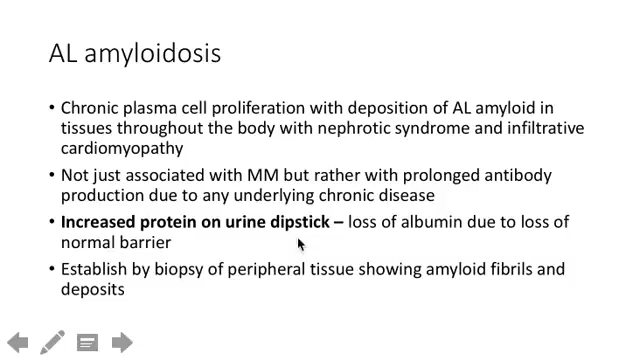 AL amyloidosis
• Chronic plasma cell proliferation with deposition of AL amyloid in
tissues throughout the body with nephrotic syndrome and infiltrative
cardiomyopathy
• Not just associated with MM but rather with prolonged antibody
production due to any underlying chronic disease
• Increased protein on urine dipstick – loss of albumin due to loss of
normal barrier
• Establish by biopsy of peripheral tissue showing amyloid fibrils and
deposits